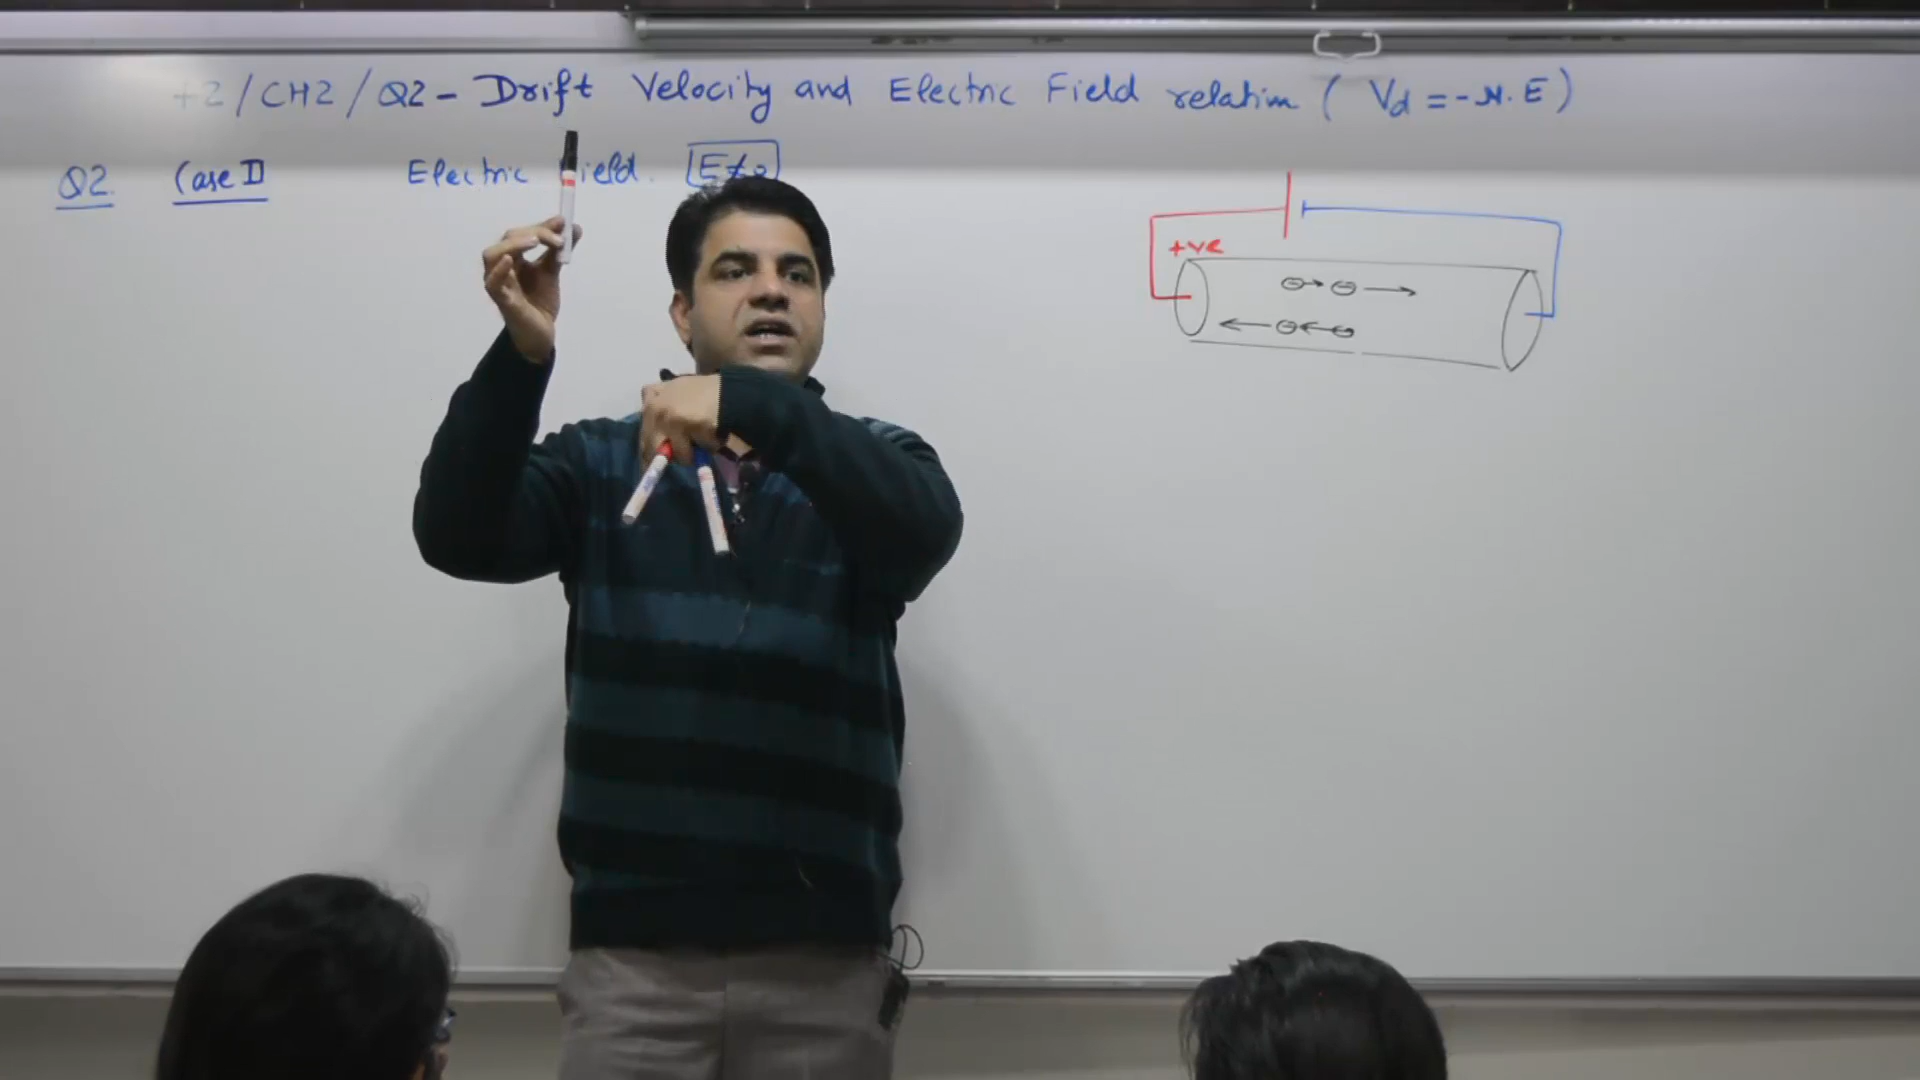 +2/CH2/Q2- Drift Velocity and Electric Field relation ( Vd = -μ.E )
Q2. Case II Electric Field. E≠0
+ve